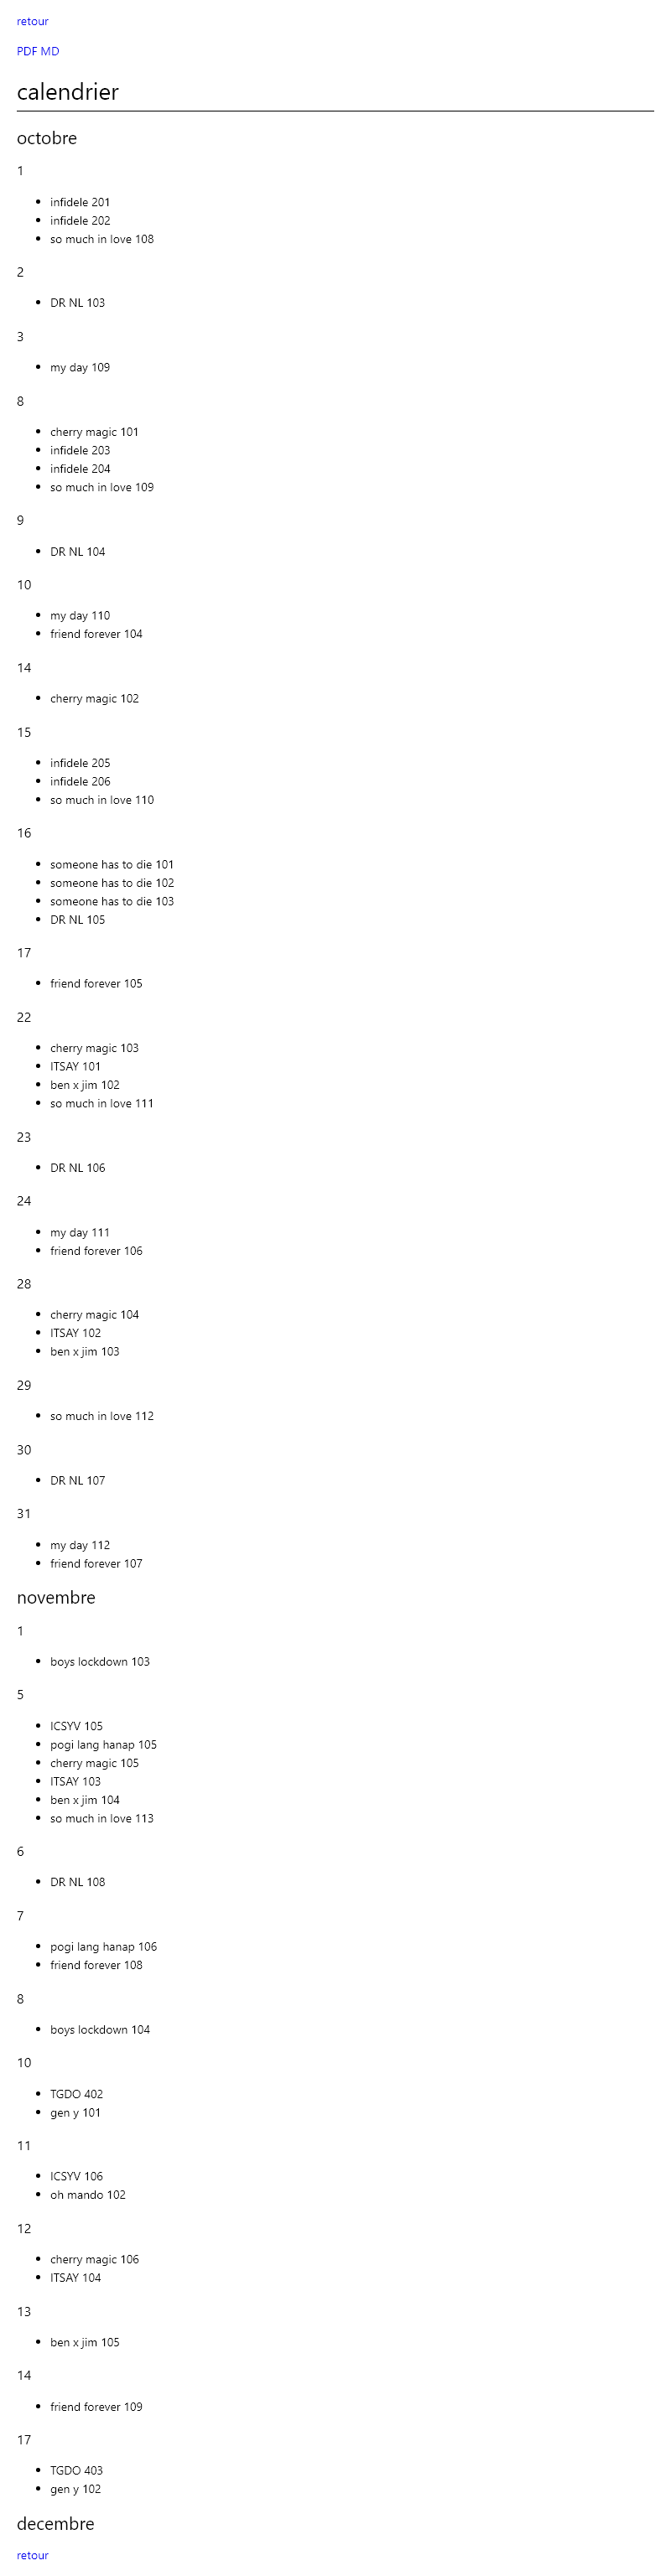 retour
PDF MD
calendrier
octobre
1
infidele 201
infidele 202
so much in love 108
2
DR NL 103
3
my day 109
8
cherry magic 101
infidele 203
infidele 204
so much in love 109
9
DR NL 104
10
my day 110
friend forever 104
14
cherry magic 102
15
infidele 205
infidele 206
so much in love 110
16
someone has to die 101
someone has to die 102
someone has to die 103
DR NL 105
17
friend forever 105
22
cherry magic 103
ITSAY 101
ben x jim 102
so much in love 111
23
DR NL 106
24
my day 111
friend forever 106
28
cherry magic 104
ITSAY 102
ben x jim 103
29
so much in love 112
30
DR NL 107
31
my day 112
friend forever 107
novembre
1
boys lockdown 103
5
ICSYV 105
pogi lang hanap 105
cherry magic 105
ITSAY 103
ben x jim 104
so much in love 113
6
DR NL 108
7
pogi lang hanap 106
friend forever 108
8
boys lockdown 104
10
TGDO 402
gen y 101
11
ICSYV 106
oh mando 102
12
cherry magic 106
ITSAY 104
13
ben x jim 105
14
friend forever 109
17
TGDO 403
gen y 102
decembre
retour